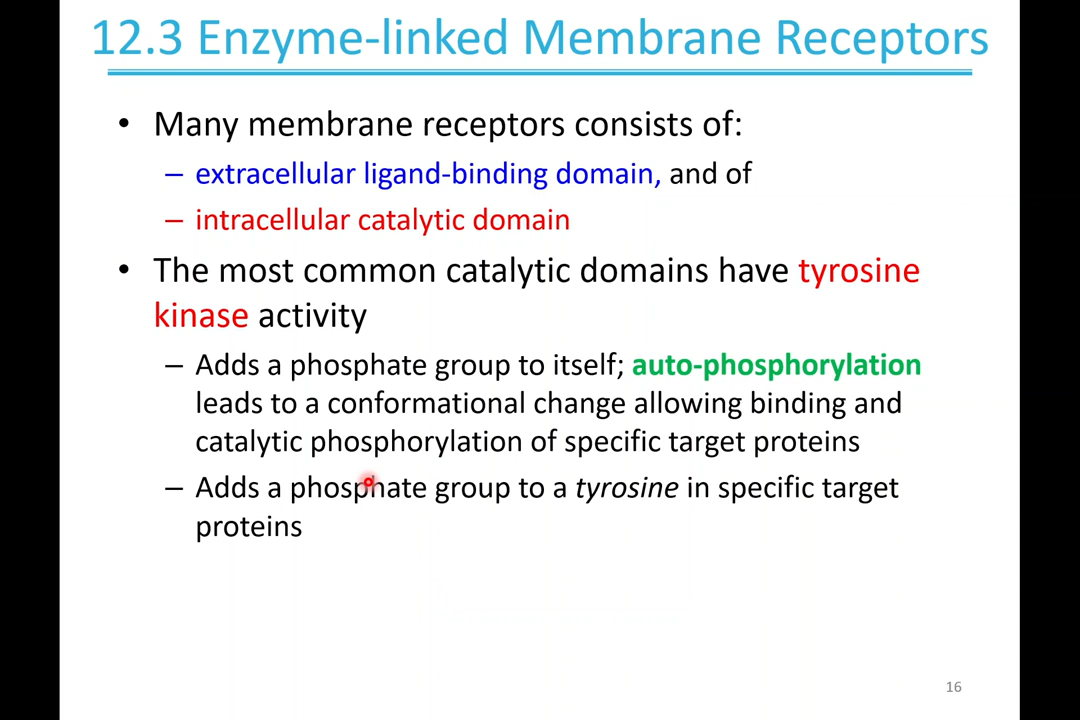 12.3 Enzyme-linked Membrane Receptors
• Many membrane receptors consists of:
– extracellular ligand-binding domain, and of
– intracellular catalytic domain
• The most common catalytic domains have tyrosine
kinase activity
– Adds a phosphate group to itself; auto-phosphorylation
leads to a conformational change allowing binding and
catalytic phosphorylation of specific target proteins
– Adds a phosphate group to a tyrosine in specific target
proteins
16